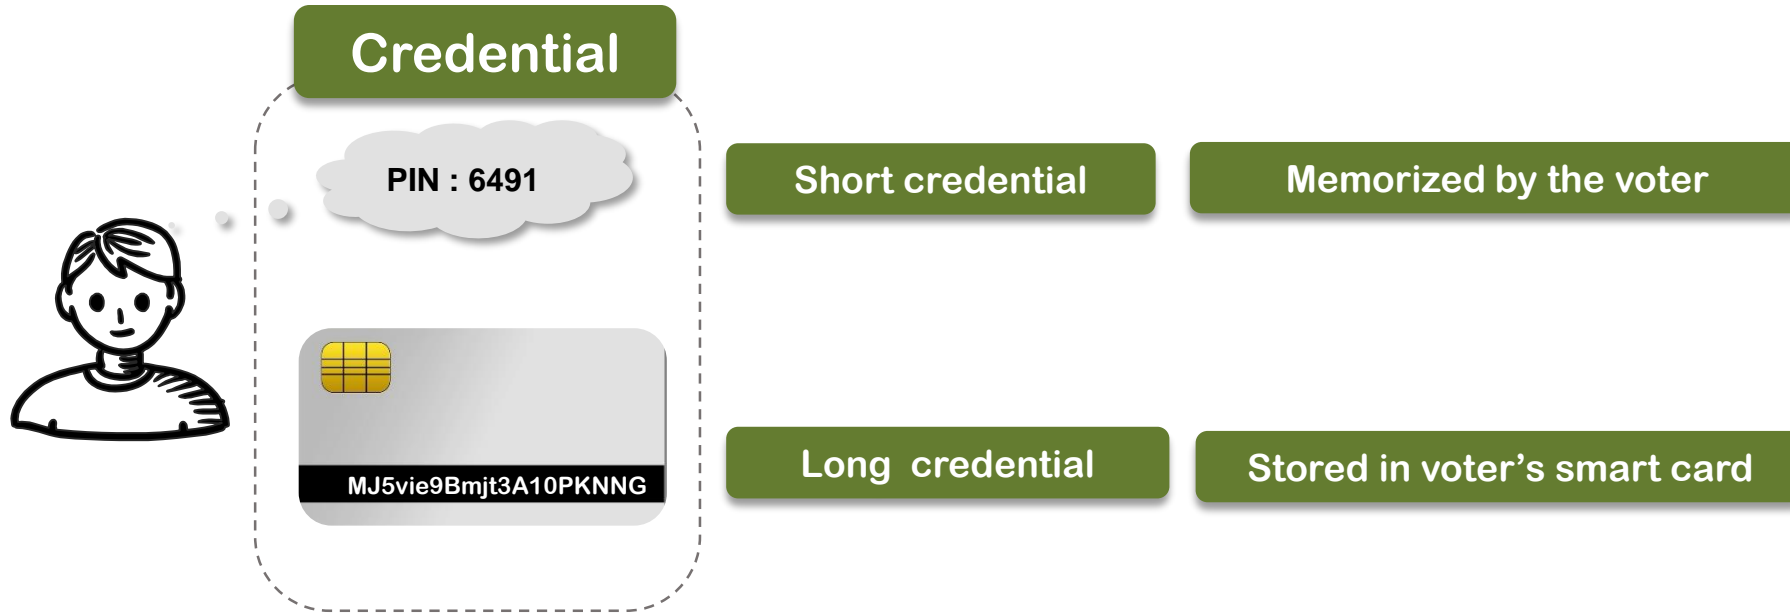 Credential
PIN : 6491
Short credential
Memorized by the voter
MJ5vie9Bmjt3A10PKNNG
Long credential
Stored in voter’s smart card